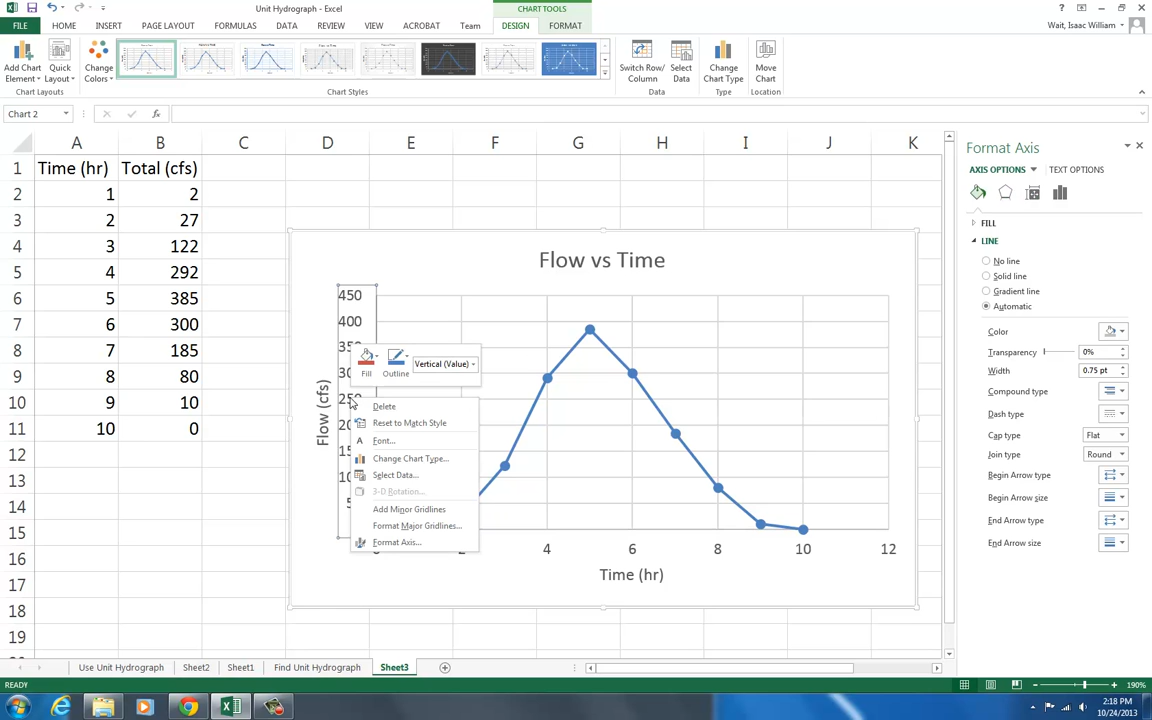 Unit Hydrograph - Excel
CHART TOOLS
FILE HOME INSERT PAGE LAYOUT FORMULAS DATA REVIEW VIEW ACROBAT Team DESIGN FORMAT
Wait, Isaac William
Add Chart Element
Quick Layout
Change Colors
Switch Row/ Column
Select Data
Change Chart Type
Move Chart
Chart Layouts
Chart Styles
Data
Type
Location
Chart 2
A B C D E F G H I J K
1 Time (hr) Total (cfs)
2 1 2
3 2 27
4 3 122
5 4 292
6 5 385
7 6 300
8 7 185
9 8 80
10 9 10
11 10 0
12
13
14
15
16
17
18
19
Flow vs Time
450
400
Flow (cfs)
4 6 8 10 12
Time (hr)
Fill
Outline
Vertical (Value)
Delete
Reset to Match Style
A Font...
Change Chart Type...
Select Data...
3-D Rotation...
Add Minor Gridlines
Format Major Gridlines...
Format Axis...
Format Axis
AXIS OPTIONS TEXT OPTIONS
FILL
LINE
No line
Solid line
Gradient line
Automatic
Color
Transparency 0%
Width 0.75 pt
Compound type
Dash type
Cap type Flat
Join type Round
Begin Arrow type
Begin Arrow size
End Arrow type
End Arrow size
Use Unit Hydrograph Sheet2 Sheet1 Find Unit Hydrograph Sheet3
READY
190%
2:18 PM
10/24/2013